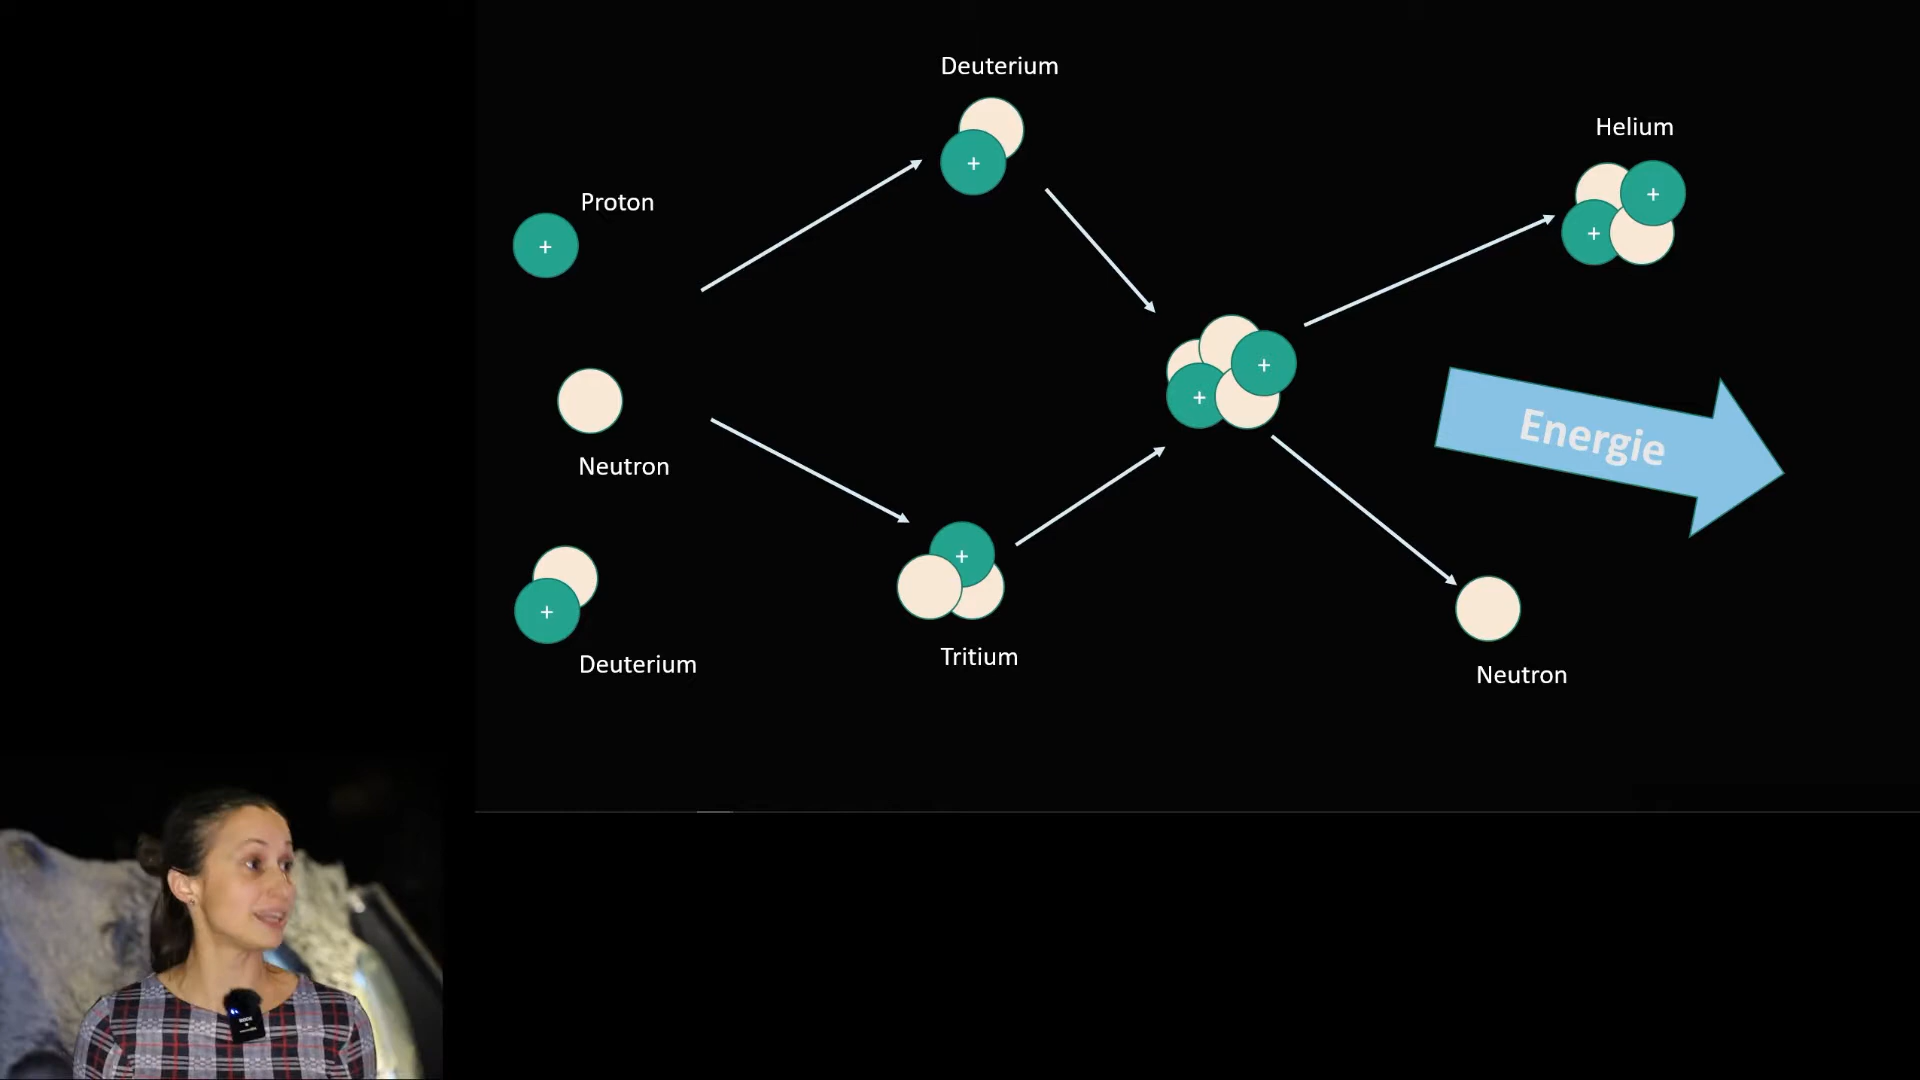 Deuterium
+
Helium
+
+
Proton
+
+
+
Energie
Neutron
+
+
Deuterium
Tritium
Neutron